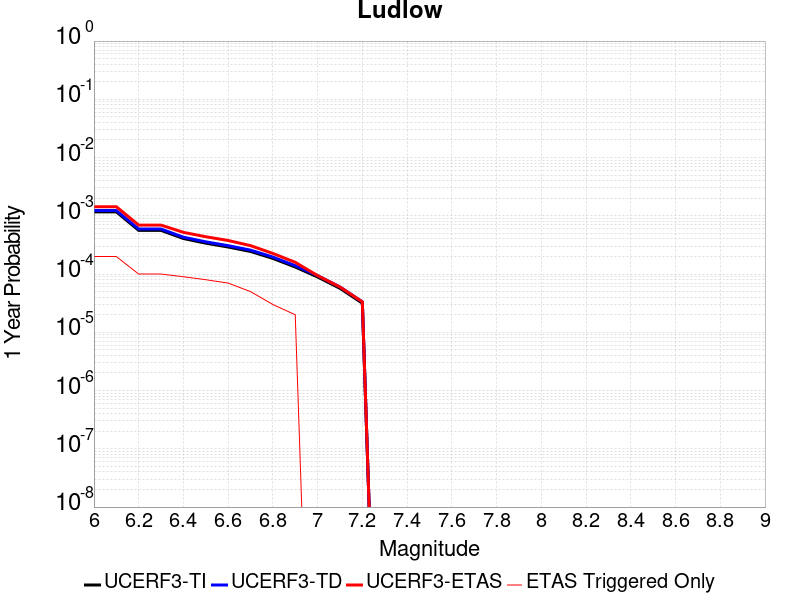 Ludlow
10^0
10^-1
10^-2
10^-3
10^-4
10^-5
10^-6
10^-7
10^-8
1 Year Probability
6 6.2 6.4 6.6 6.8 7 7.2 7.4 7.6 7.8 8 8.2 8.4 8.6 8.8 9
Magnitude
UCERF3-TI UCERF3-TD UCERF3-ETAS ETAS Triggered Only